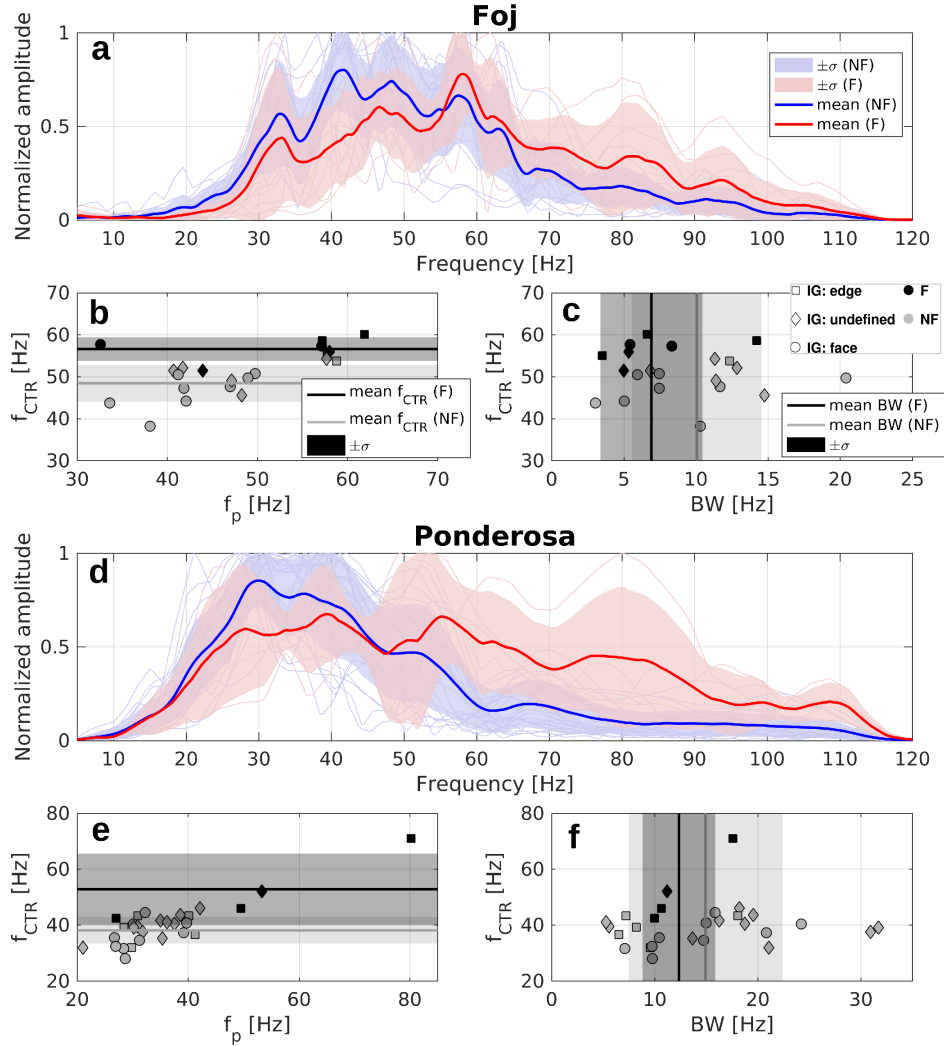 Foj
a
Normalized amplitude
1
0.5
0
±σ (NF)
±σ (F)
mean (NF)
mean (F)
10 20 30 40 50 60 70 80 90 100 110 120
Frequency [Hz]
b
f_CTR [Hz]
70
60
50
40
30
mean f_CTR (F)
mean f_CTR (NF)
±σ
30 40 50 60 70
f_p [Hz]
c
f_CTR [Hz]
70
60
50
40
30
IG: edge
F
IG: undefined
NF
IG: face
mean BW (F)
mean BW (NF)
±σ
0 5 10 15 20 25
BW [Hz]
Ponderosa
d
Normalized amplitude
1
0.5
0
10 20 30 40 50 60 70 80 90 100 110 120
Frequency [Hz]
e
f_CTR [Hz]
80
60
40
20
20 40 60 80
f_p [Hz]
f
f_CTR [Hz]
80
60
40
20
0 10 20 30
BW [Hz]